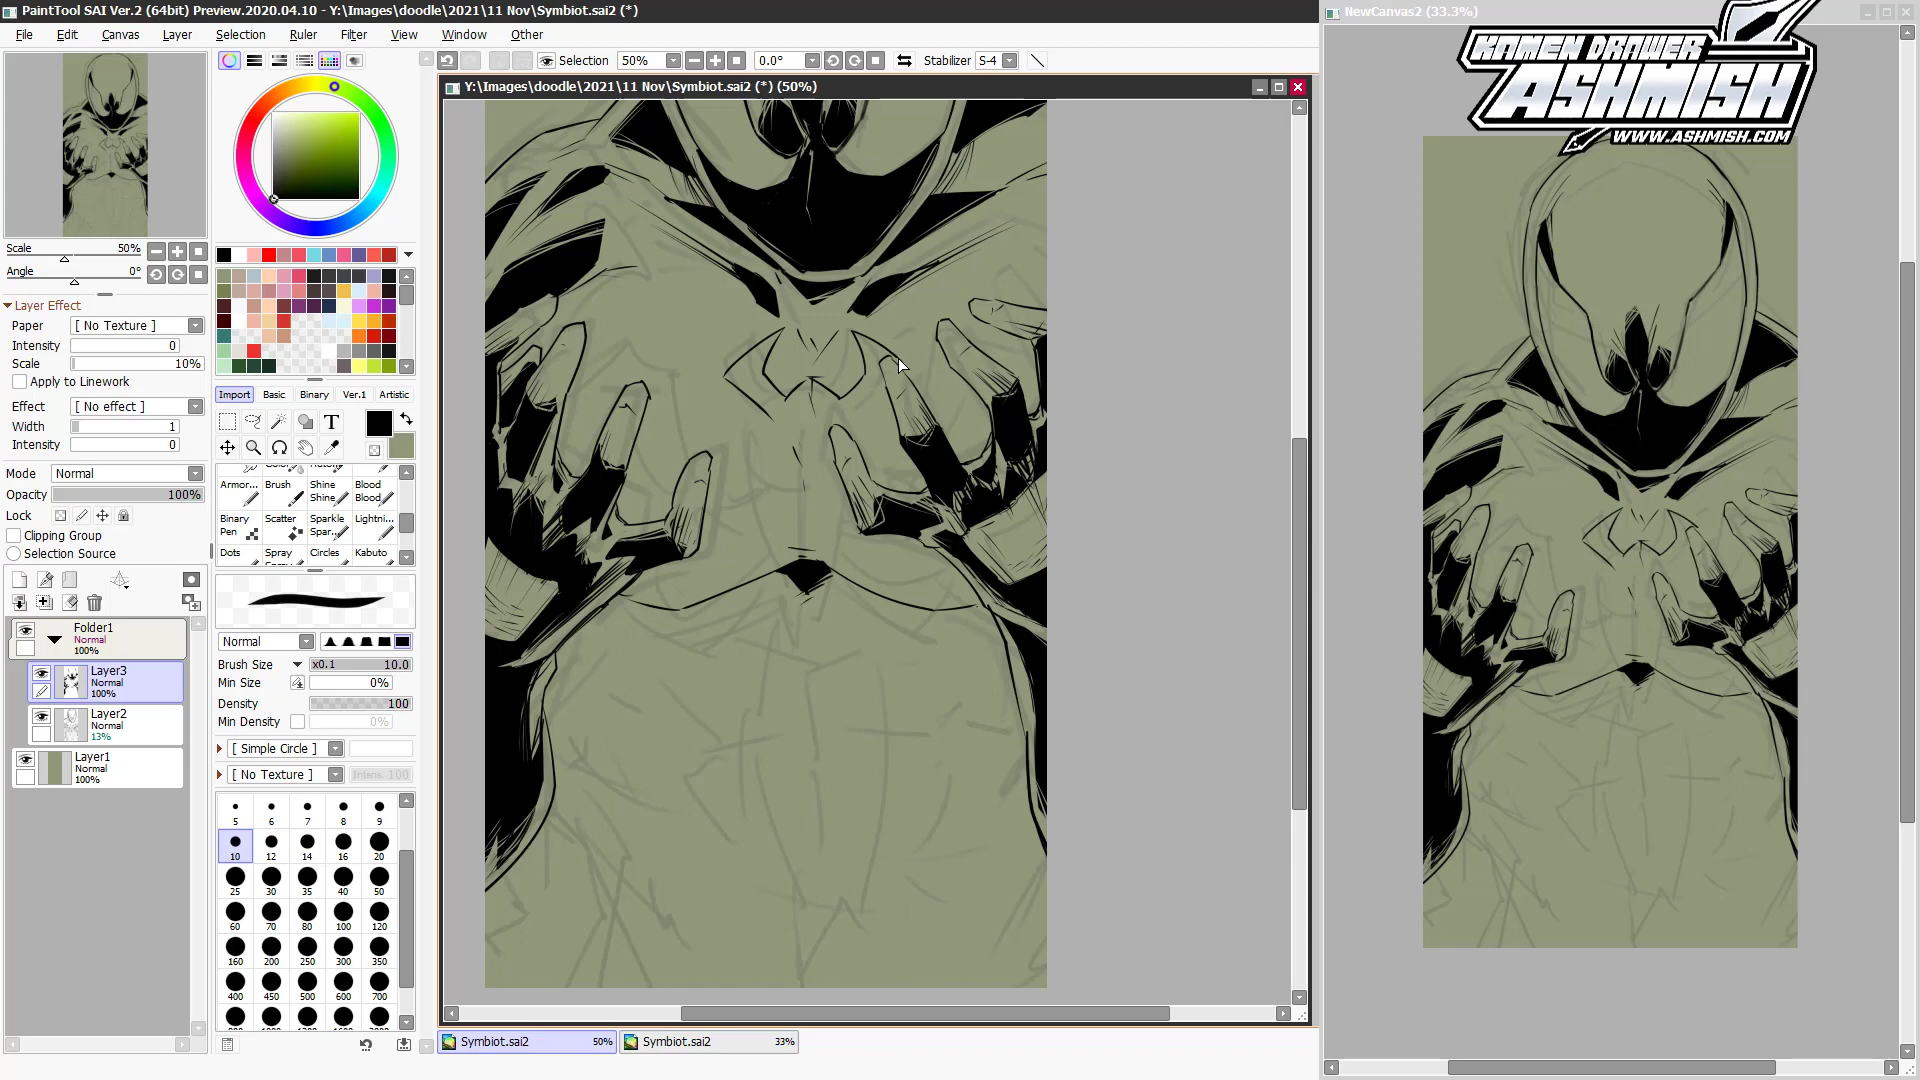 PaintTool SAI Ver.2 (64bit) Preview.2020.04.10 - Y:\Images\doodle\2021\11 Nov\Symbiot.sai2 (*)
File Edit Canvas Layer Selection Ruler Filter View Window Other
Selection 50% 0.0° Stabilizer S-4
Y:\Images\doodle\2021\11 Nov\Symbiot.sai2 (*) (50%)
NewCanvas2 (33.3%)
KAMEN DRAWER
ASHMISH
WWW.ASHMISH.COM
Scale 50%
Angle 0°
Layer Effect
Paper [ No Texture ]
Intensity 0
Scale 10%
Apply to Linework
Effect [ No effect ]
Width 1
Intensity 0
Mode Normal
Opacity 100%
Lock
Clipping Group
Selection Source
Folder1
Normal
100%
Layer3
Normal
100%
Layer2
Normal
13%
Layer1
Normal
100%
Import Basic Binary Ver.1 Artistic
T
Armor... Brush Shine Blood
Shine Blood
Binary Scatter Sparkle Lightni...
Pen Spar...
Dots Spray Circles Kabuto
Normal
Brush Size x0.1 10.0
Min Size 0%
Density 100
Min Density 0%
[ Simple Circle ]
[ No Texture ] Intens. 100
5 6 7 8 9
10 12 14 16 20
25 30 35 40 50
60 70 80 100 120
160 200 250 300 350
400 450 500 600 700
Symbiot.sai2 50% Symbiot.sai2 33%